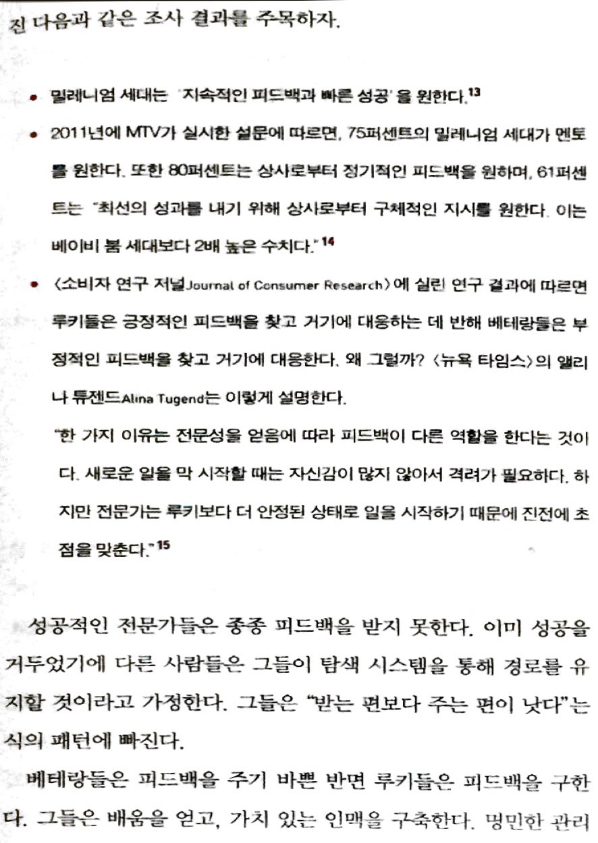 진 다음과 같은 조사 결과를 주목하자.
• 밀레니엄 세대는 '지속적인 피드백과 빠른 성공'을 원한다.13
• 2011년에 MTV가 실시한 설문에 따르면, 75퍼센트의 밀레니엄 세대가 멘토
를 원한다. 또한 80퍼센트는 상사로부터 정기적인 피드백을 원하며, 61퍼센
트는 "최선의 성과를 내기 위해 상사로부터 구체적인 지시를 원한다. 이는
베이비 붐 세대보다 2배 높은 수치다."14
• 〈소비자 연구 저널Journal of Consumer Research〉에 실린 연구 결과에 따르면
루키들은 긍정적인 피드백을 찾고 거기에 대응하는 데 반해 베테랑들은 부
정적인 피드백을 찾고 거기에 대응한다. 왜 그럴까? 〈뉴욕 타임스〉의 앨리
나 튜젠드Alina Tugend는 이렇게 설명한다.
"한 가지 이유는 전문성을 얻음에 따라 피드백이 다른 역할을 한다는 것이
다. 새로운 일을 막 시작할 때는 자신감이 많지 않아서 격려가 필요하다. 하
지만 전문가는 루키보다 더 안정된 상태로 일을 시작하기 때문에 진전에 초
점을 맞춘다."15
성공적인 전문가들은 종종 피드백을 받지 못한다. 이미 성공을
거두었기에 다른 사람들은 그들이 탐색 시스템을 통해 경로를 유
지할 것이라고 가정한다. 그들은 "받는 편보다 주는 편이 낫다"는
식의 패턴에 빠진다.
베테랑들은 피드백을 주기 바쁜 반면 루키들은 피드백을 구한
다. 그들은 배움을 얻고, 가치 있는 인맥을 구축한다. 명민한 관리